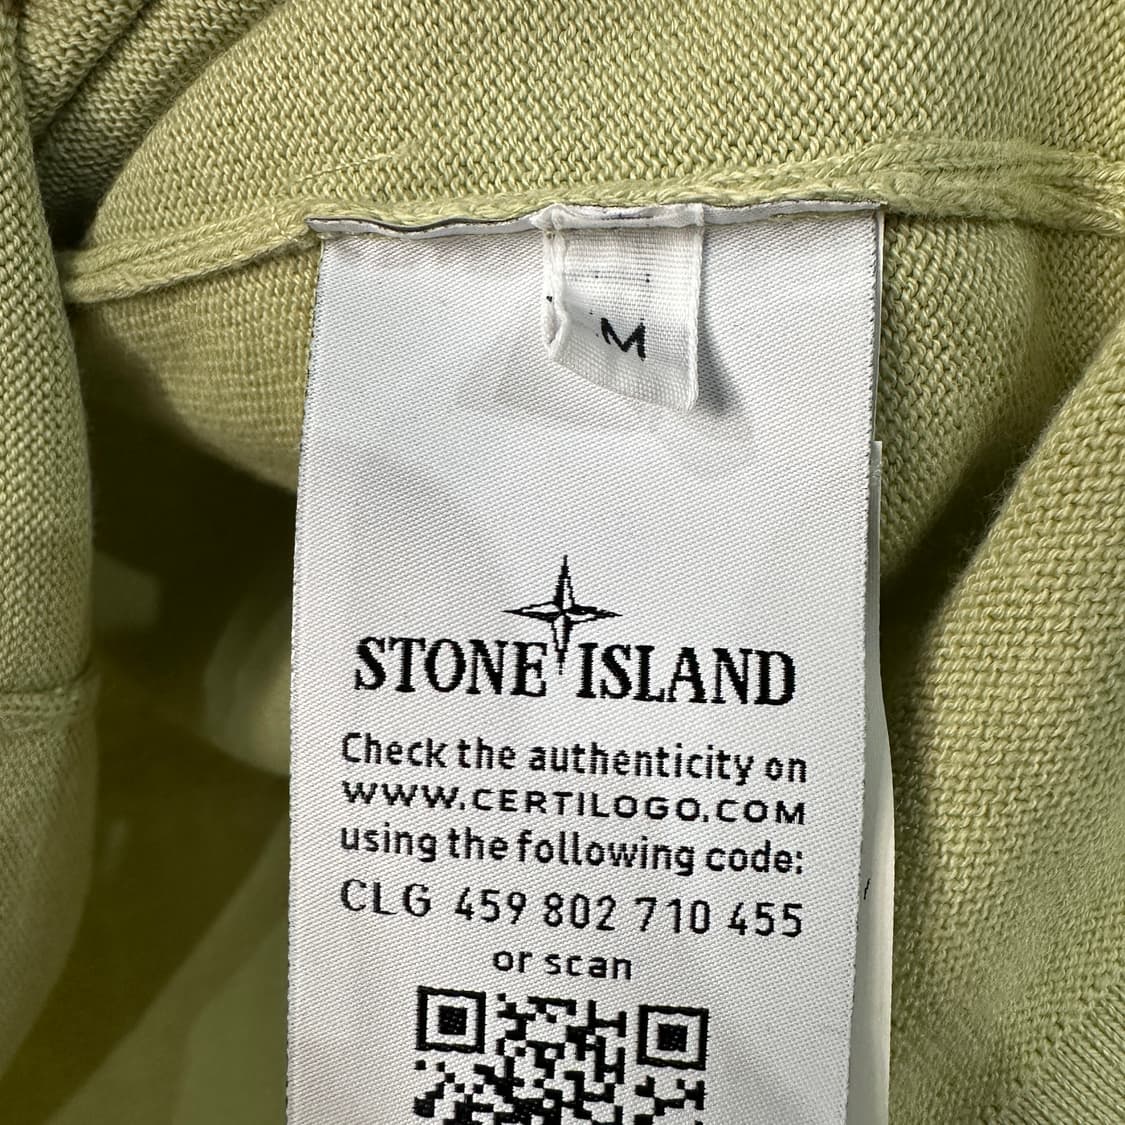 M
STONE ISLAND
Check the authenticity on
WWW.CERTILOGO.COM
using the following code:
CLG 459 802 710 455
or scan